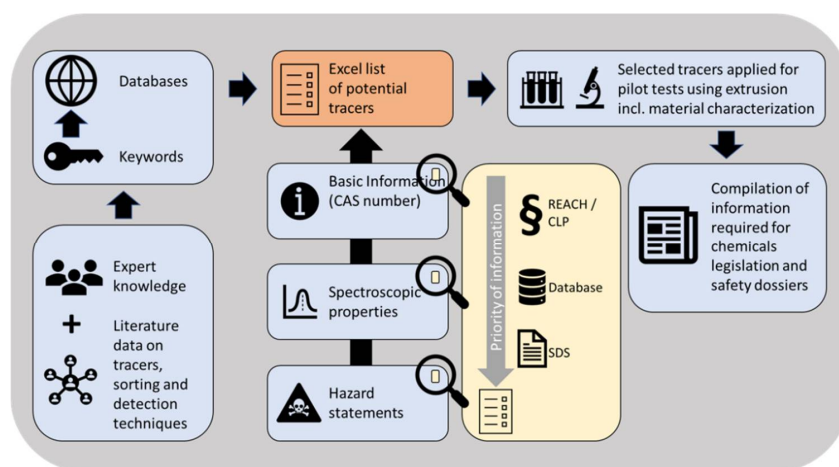 Databases
Keywords
Expert
knowledge
+
Literature
data on
tracers,
sorting and
detection
techniques
Excel list
of potential
tracers
Basic Information
(CAS number)
Spectroscopic
properties
Hazard
statements
Priority of information
§ REACH /
CLP
Database
SDS
Selected tracers applied for
pilot tests using extrusion
incl. material characterization
Compilation of
information
required for
chemicals
legislation and
safety dossiers